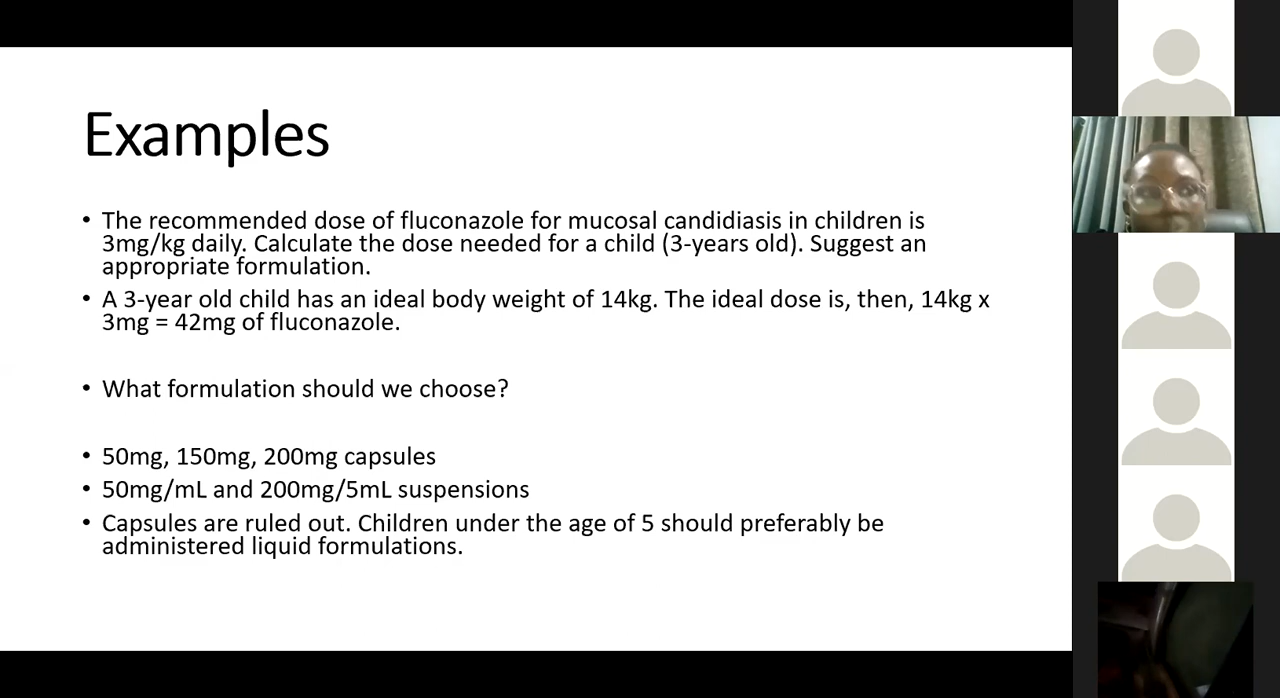 Examples
• The recommended dose of fluconazole for mucosal candidiasis in children is
3mg/kg daily. Calculate the dose needed for a child (3-years old). Suggest an
appropriate formulation.
• A 3-year old child has an ideal body weight of 14kg. The ideal dose is, then, 14kg x
3mg = 42mg of fluconazole.
• What formulation should we choose?
• 50mg, 150mg, 200mg capsules
• 50mg/mL and 200mg/5mL suspensions
• Capsules are ruled out. Children under the age of 5 should preferably be
administered liquid formulations.